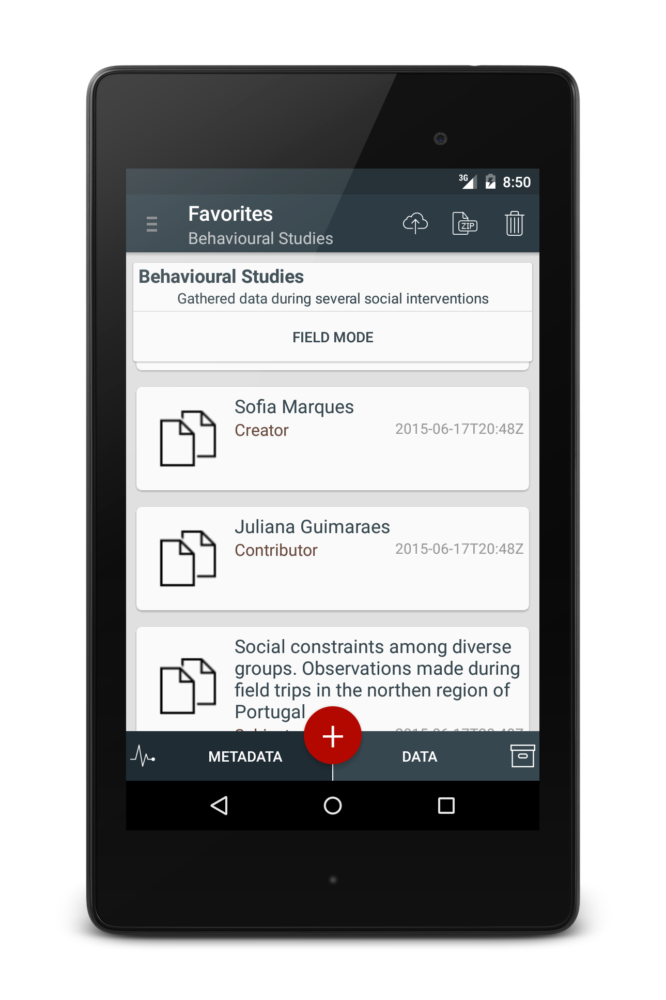 3G 8:50
Favorites
Behavioural Studies
ZIP
Behavioural Studies
Gathered data during several social interventions
FIELD MODE
Sofia Marques
Creator 2015-06-17T20:48Z
Juliana Guimaraes
Contributor 2015-06-17T20:48Z
Social constraints among diverse
groups. Observations made during
field trips in the northen region of
Portugal
METADATA DATA